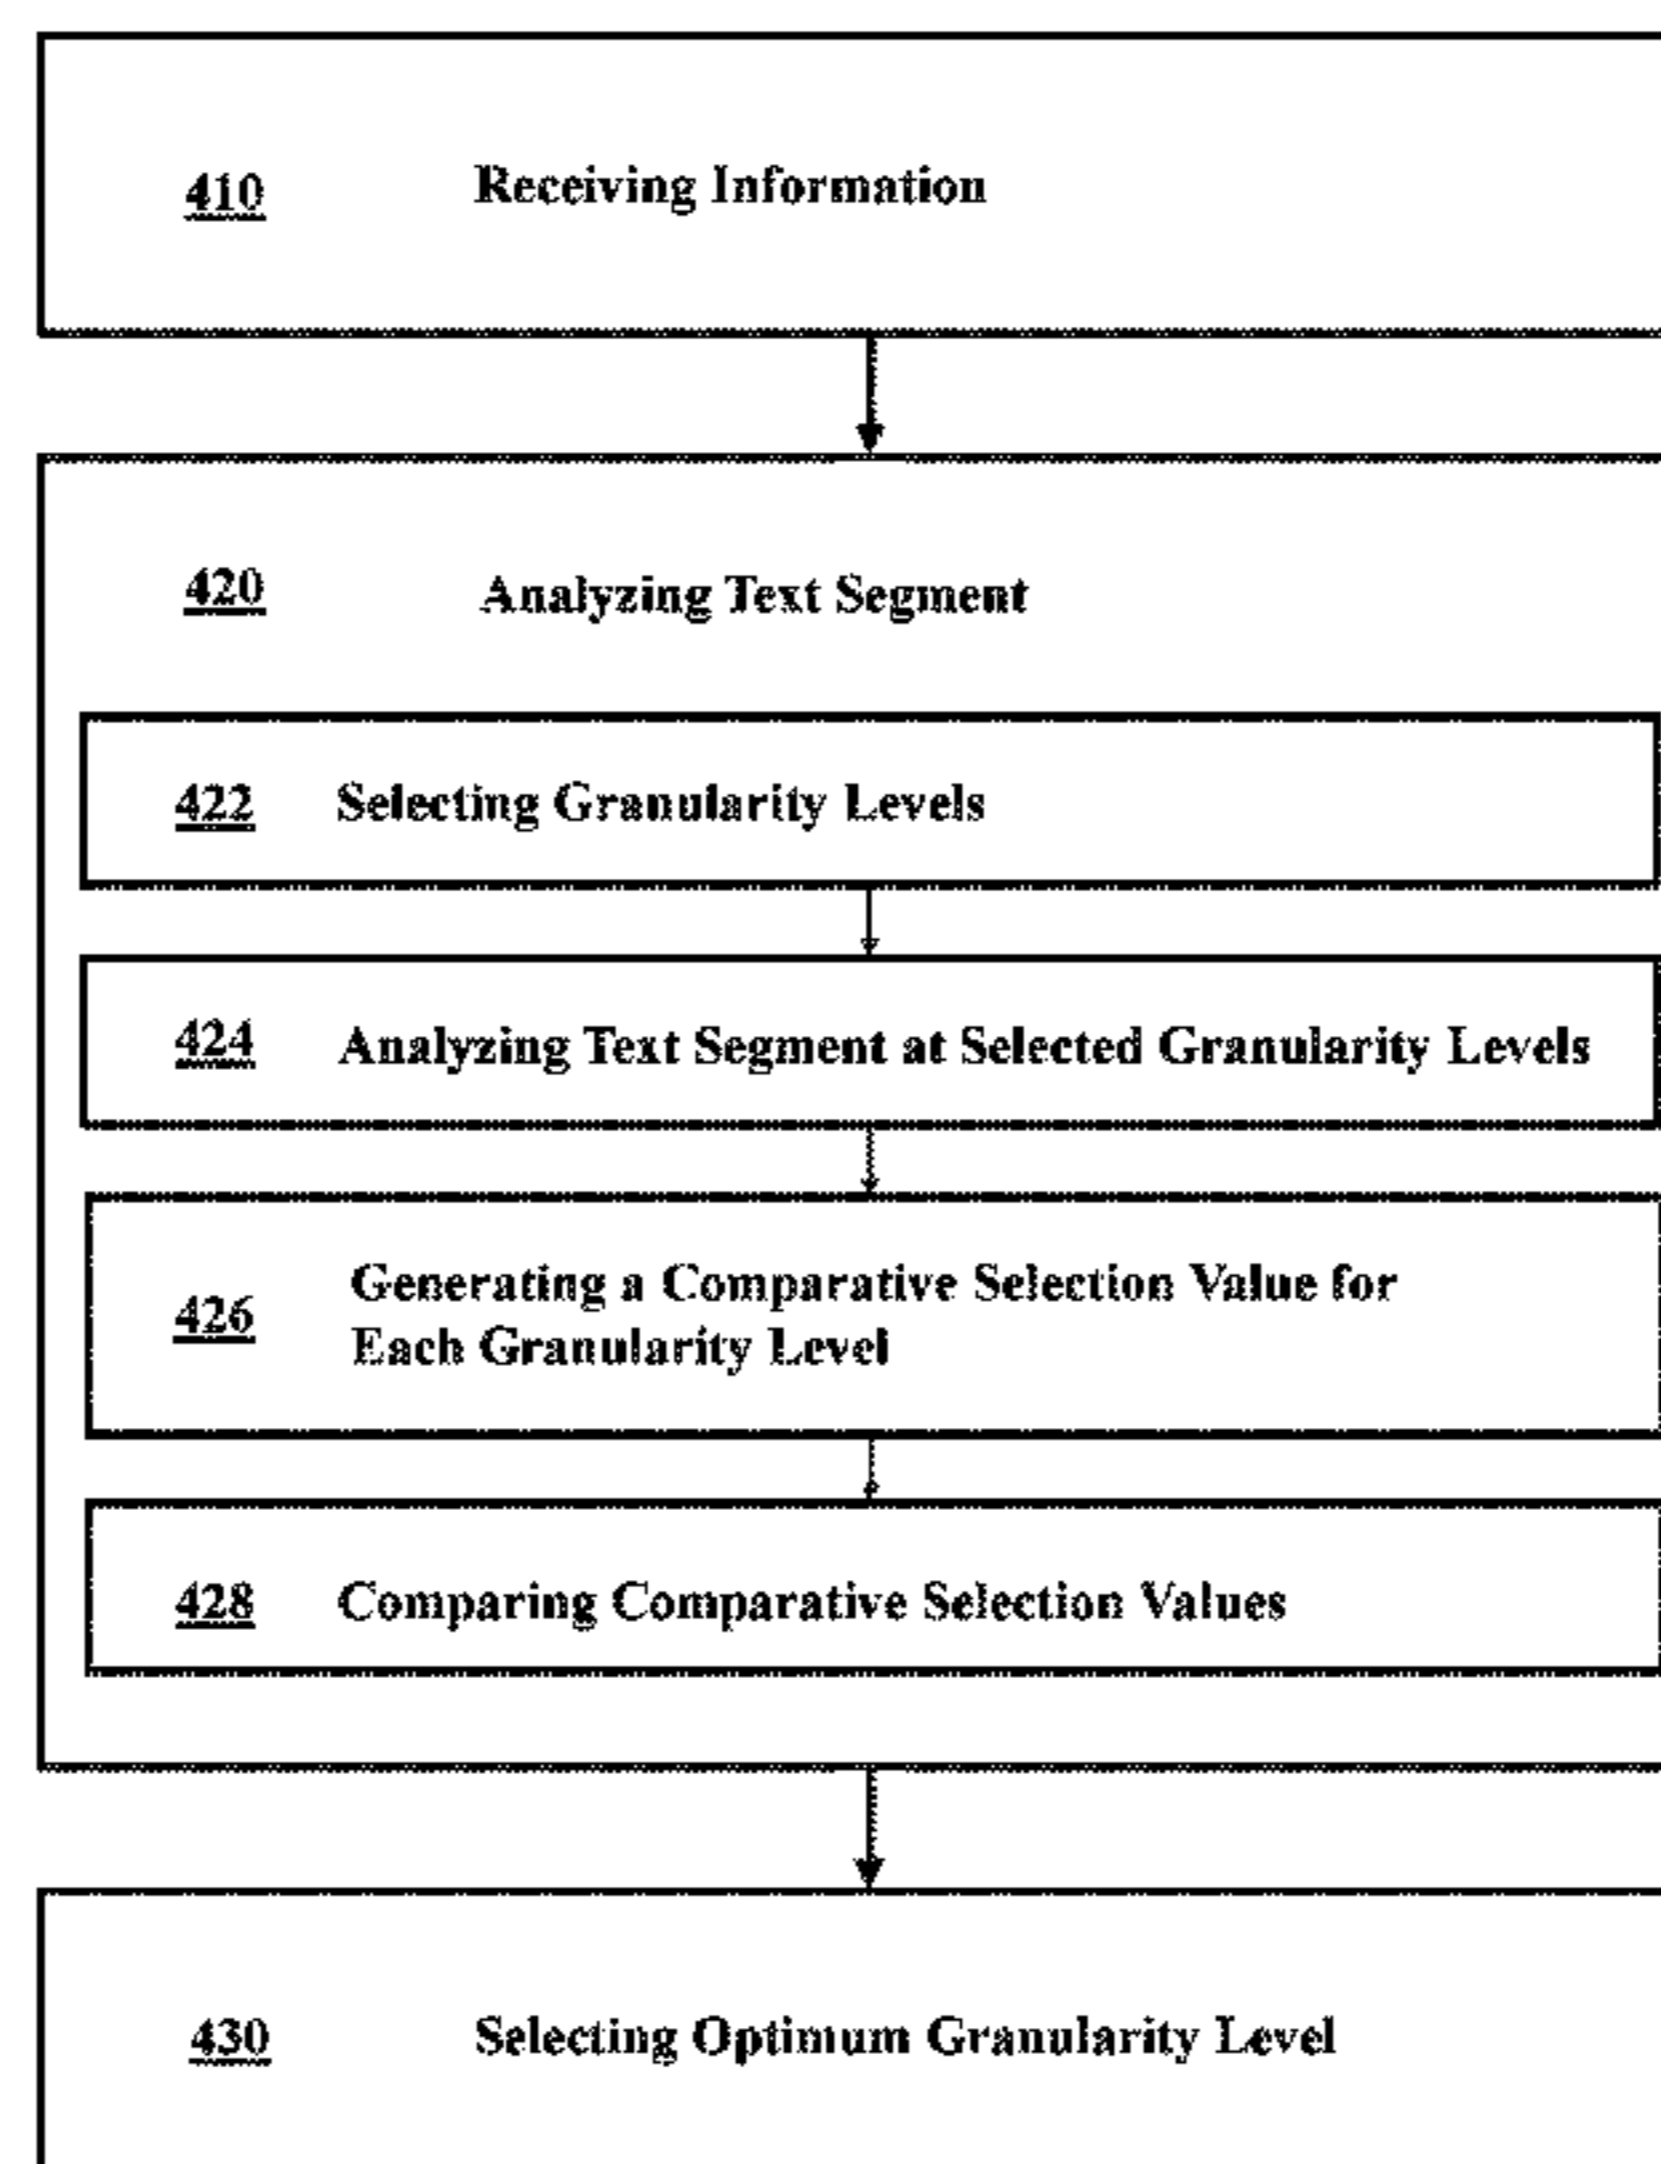 410 Receiving Information
420 Analyzing Text Segment
422 Selecting Granularity Levels
424 Analyzing Text Segment at Selected Granularity Levels
426 Generating a Comparative Selection Value for
Each Granularity Level
428 Comparing Comparative Selection Values
430 Selecting Optimum Granularity Level